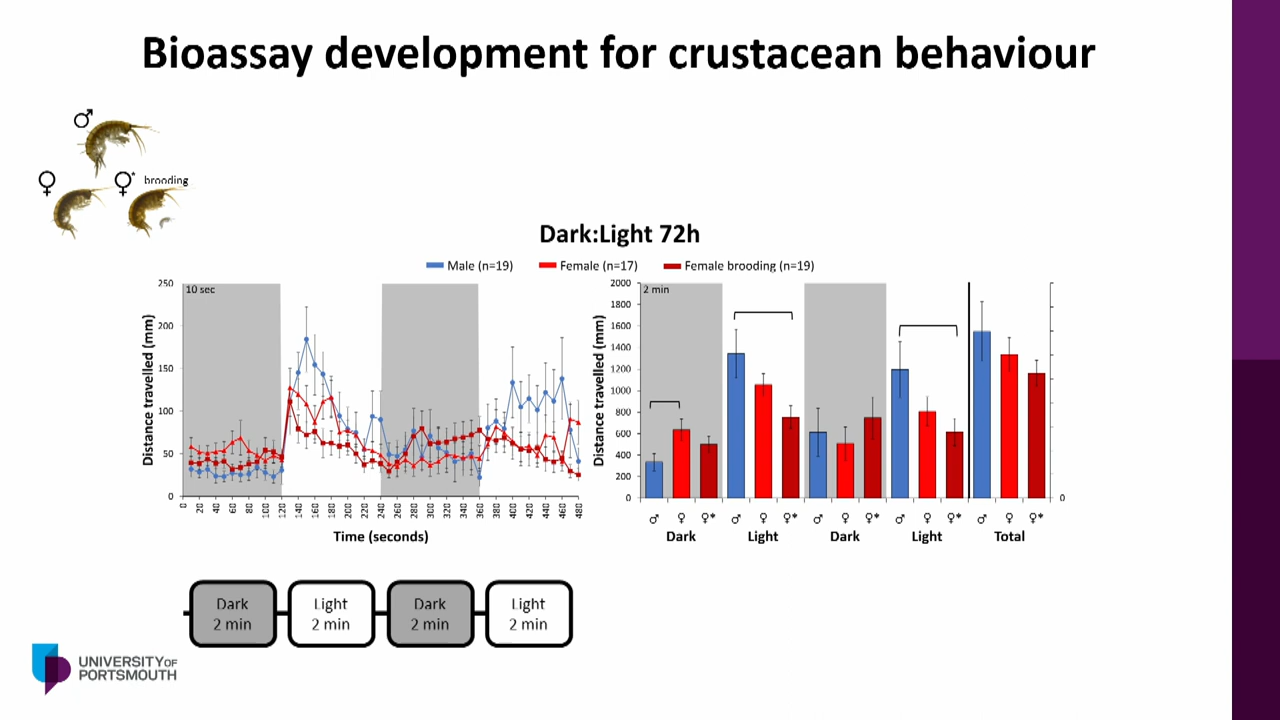 Bioassay development for crustacean behaviour
♂
♀ ♀* brooding
Dark:Light 72h
Male (n=19) Female (n=17) Female brooding (n=19)
250
200
150
100
50
0
10 sec
Distance travelled (mm)
0 20 40 60 80 100 120 140 160 180 200 220 240 260 280 300 320 340 360 380 400 420 440 460 480
Time (seconds)
2000
1800
1600
1400
1200
1000
800
600
400
200
0
2 min
Distance travelled (mm)
0
♂ ♀ ♀* ♂ ♀ ♀* ♂ ♀ ♀* ♂ ♀ ♀* ♂ ♀ ♀*
Dark Light Dark Light Total
Dark
2 min
Light
2 min
Dark
2 min
Light
2 min
UNIVERSITY OF
PORTSMOUTH